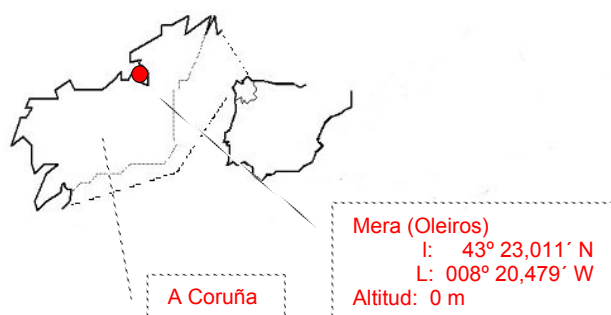 Mera (Oleiros)
l: 43º 23,011´ N
L: 008º 20,479´ W
Altitud: 0 m
A Coruña